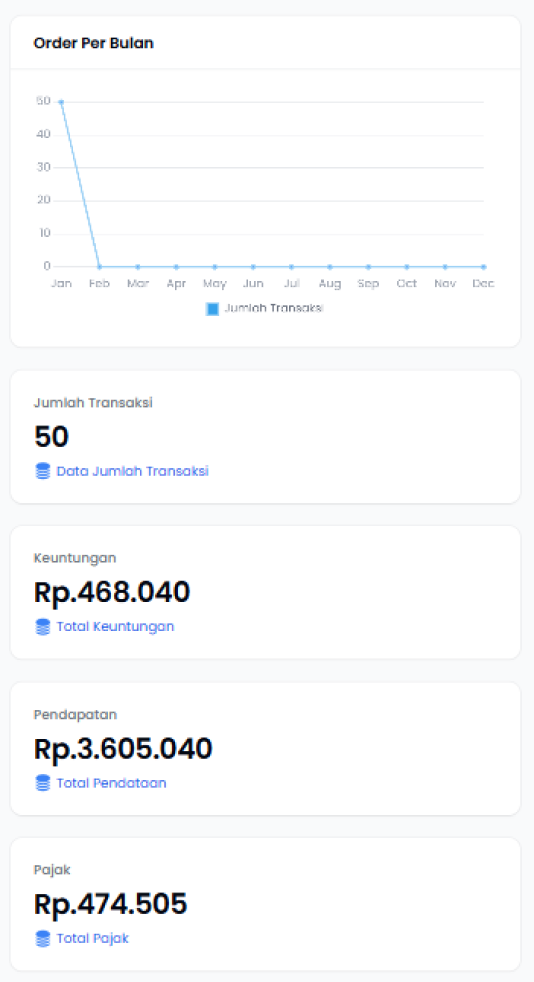 Order Per Bulan
50
40
30
20
10
0
Jan Feb Mar Apr May Jun Jul Aug Sep Oct Nov Dec
Jumlah Transaksi
Jumlah Transaksi
50
Data Jumlah Transaksi
Keuntungan
Rp.468.040
Total Keuntungan
Pendapatan
Rp.3.605.040
Total Pendataan
Pajak
Rp.474.505
Total Pajak